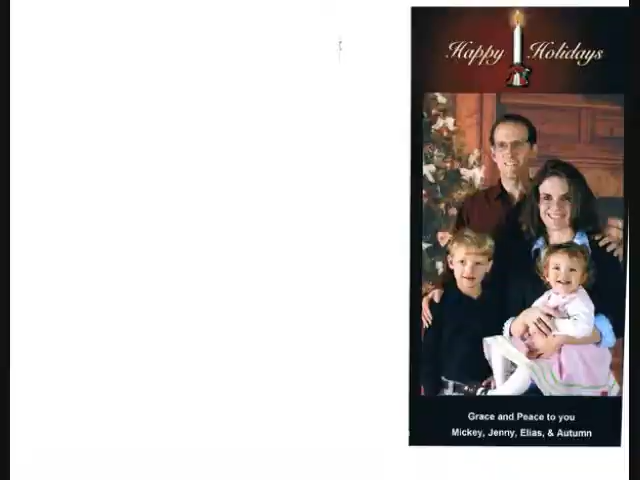 Happy Holidays
Grace and Peace to you
Mickey, Jenny, Elias, & Autumn